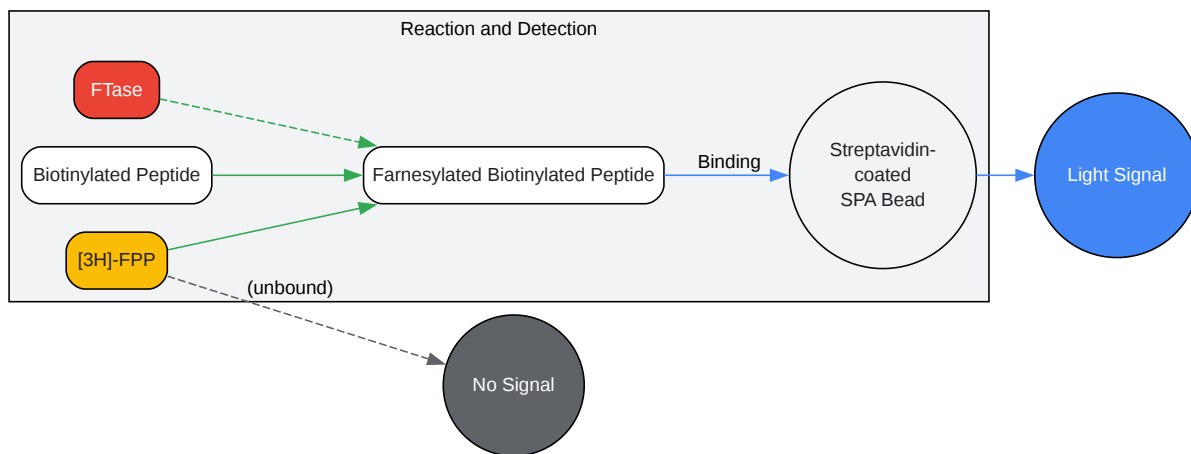 Reaction and Detection
FTase
Biotinylated Peptide
[3H]-FPP
Farnesylated Biotinylated Peptide
Binding
Streptavidin-
coated
SPA Bead
Light Signal
(unbound)
No Signal